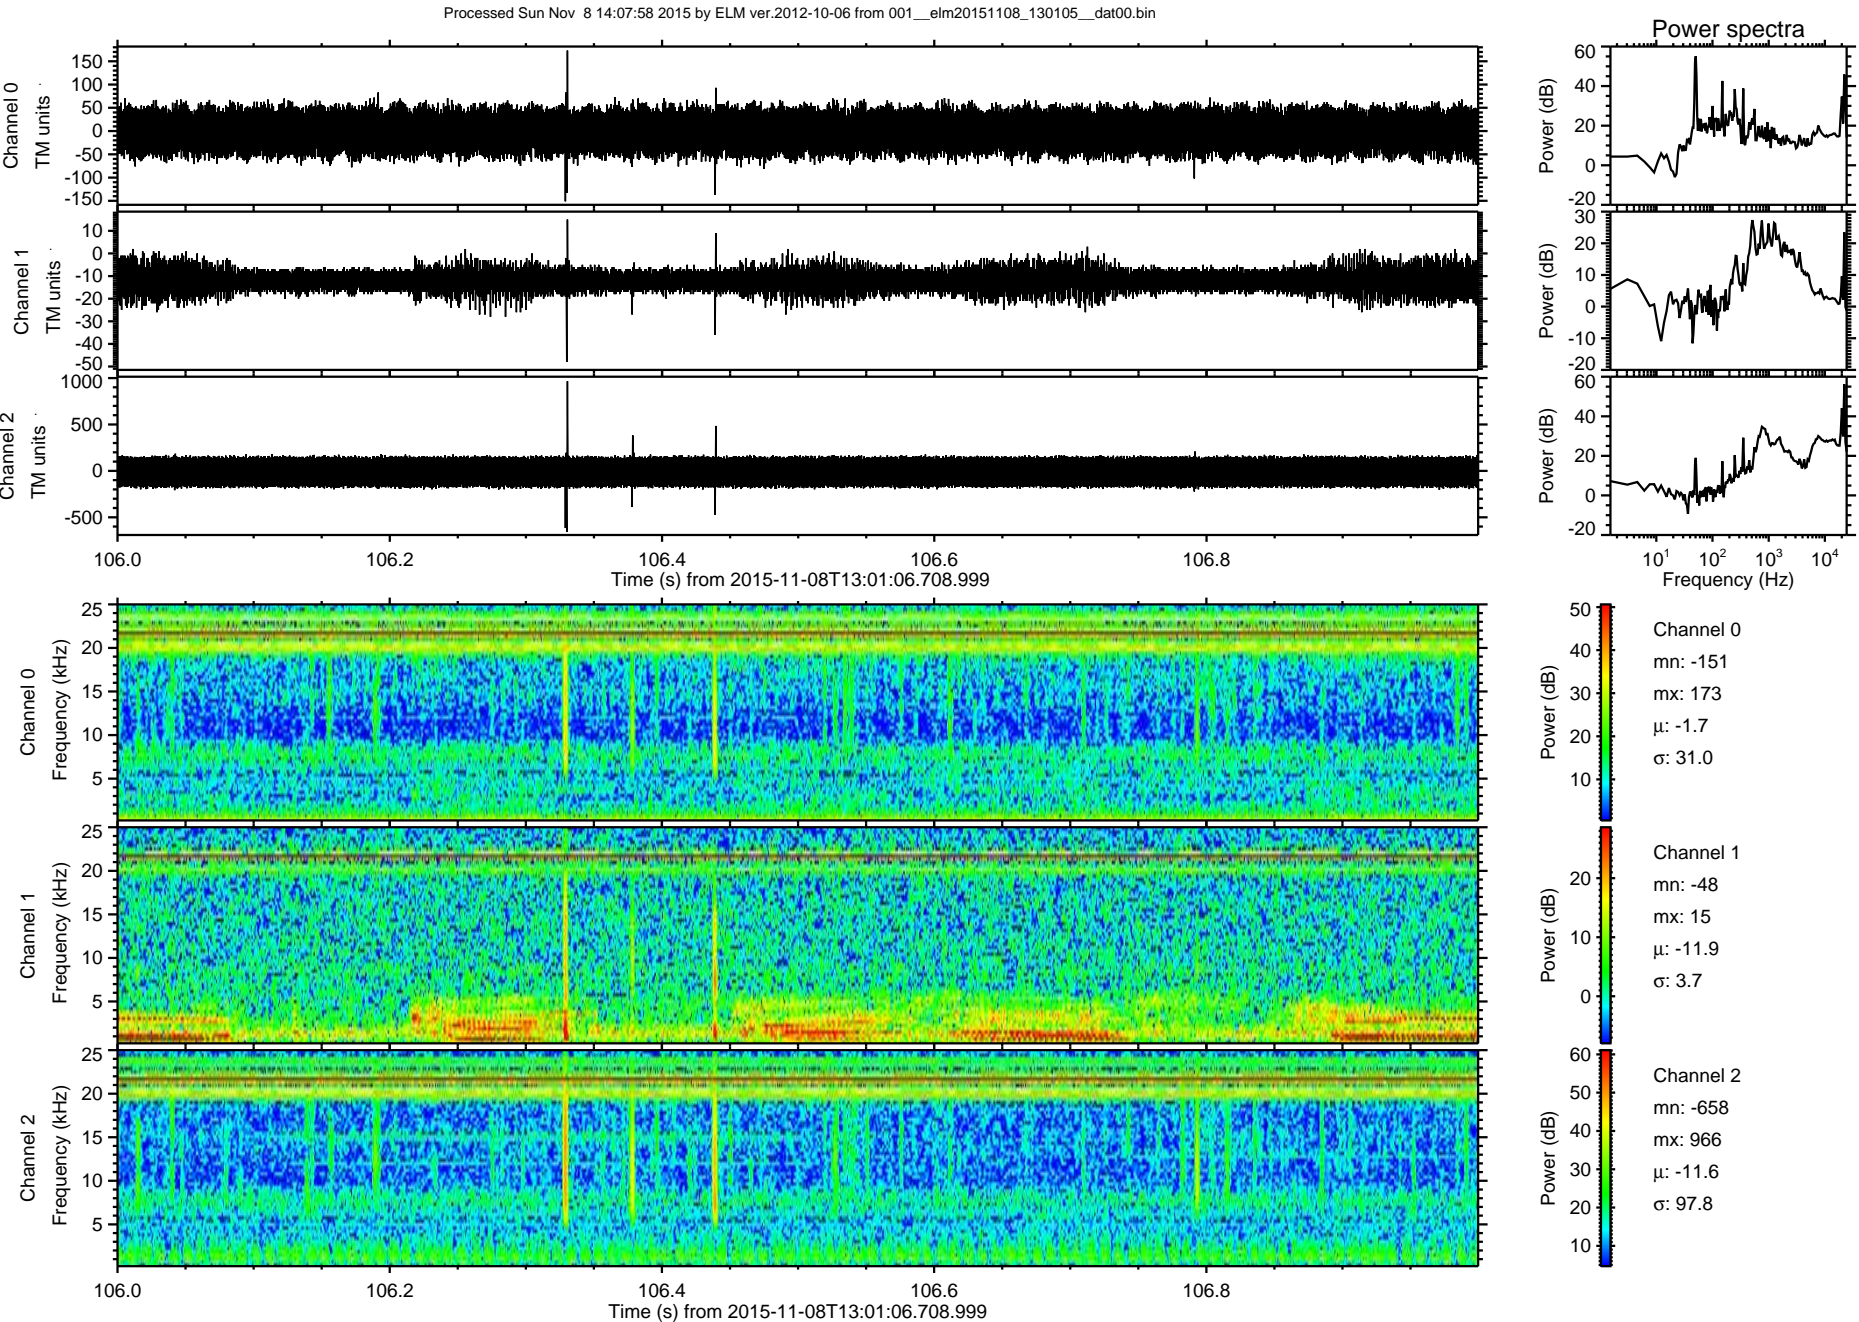 Processed Sun Nov  8 14:07:58 2015 by ELM ver.2012-10-06 from 001__elm20151108_130105__dat00.bin
Power spectra
Channel 0
TM units
150
100
50
0
-50
-100
-150
Power (dB)
60
40
20
0
-20
Channel 1
TM units
10
0
-10
-20
-30
-40
-50
Power (dB)
30
20
10
0
-10
-20
Channel 2
TM units
1000
500
0
-500
Power (dB)
60
40
20
0
-20
106.0 106.2 106.4 106.6 106.8
Time (s) from 2015-11-08T13:01:06.708.999
10^1 10^2 10^3 10^4
Frequency (Hz)
Channel 0
Frequency (kHz)
25
20
15
10
5
Power (dB)
50
40
30
20
10
Channel 0
mn: -151
mx: 173
μ: -1.7
σ: 31.0
Channel 1
Frequency (kHz)
25
20
15
10
5
Power (dB)
20
10
0
Channel 1
mn: -48
mx: 15
μ: -11.9
σ: 3.7
Channel 2
Frequency (kHz)
25
20
15
10
5
Power (dB)
60
50
40
30
20
10
Channel 2
mn: -658
mx: 966
μ: -11.6
σ: 97.8
106.0 106.2 106.4 106.6 106.8
Time (s) from 2015-11-08T13:01:06.708.999